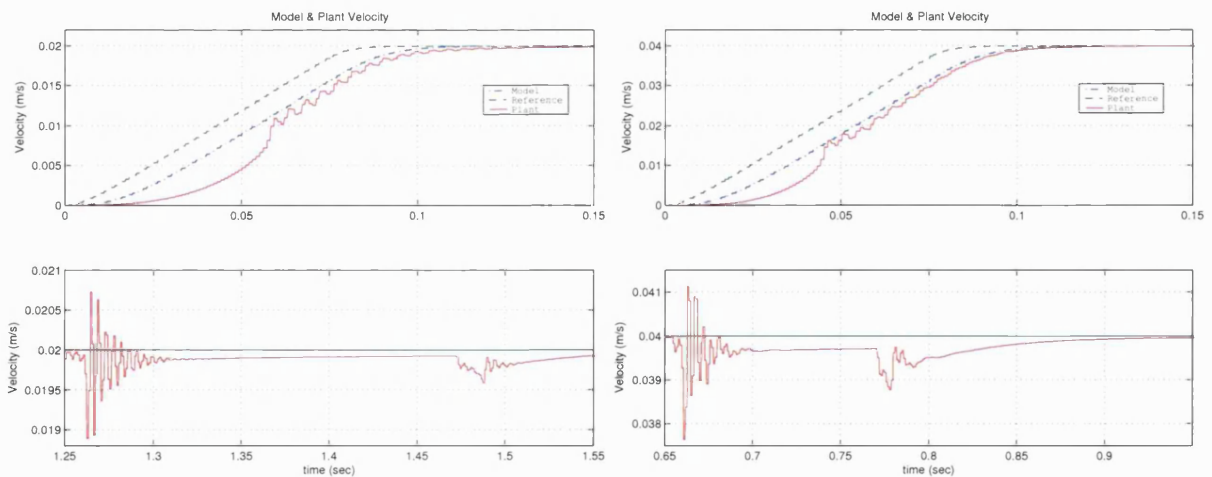 Model & Plant Velocity
Velocity (m/s)
0.02
0.015
0.01
0.005
0
0
0.05
0.1
0.15
Model
Reference
Plant
Model & Plant Velocity
Velocity (m/s)
0.04
0.03
0.02
0.01
0
0
0.05
0.1
0.15
Model
Reference
Plant
Velocity (m/s)
0.021
0.0205
0.02
0.0195
0.019
1.25
1.3
1.35
1.4
1.45
1.5
1.55
time (sec)
Velocity (m/s)
0.041
0.04
0.039
0.038
0.65
0.7
0.75
0.8
0.85
0.9
time (sec)